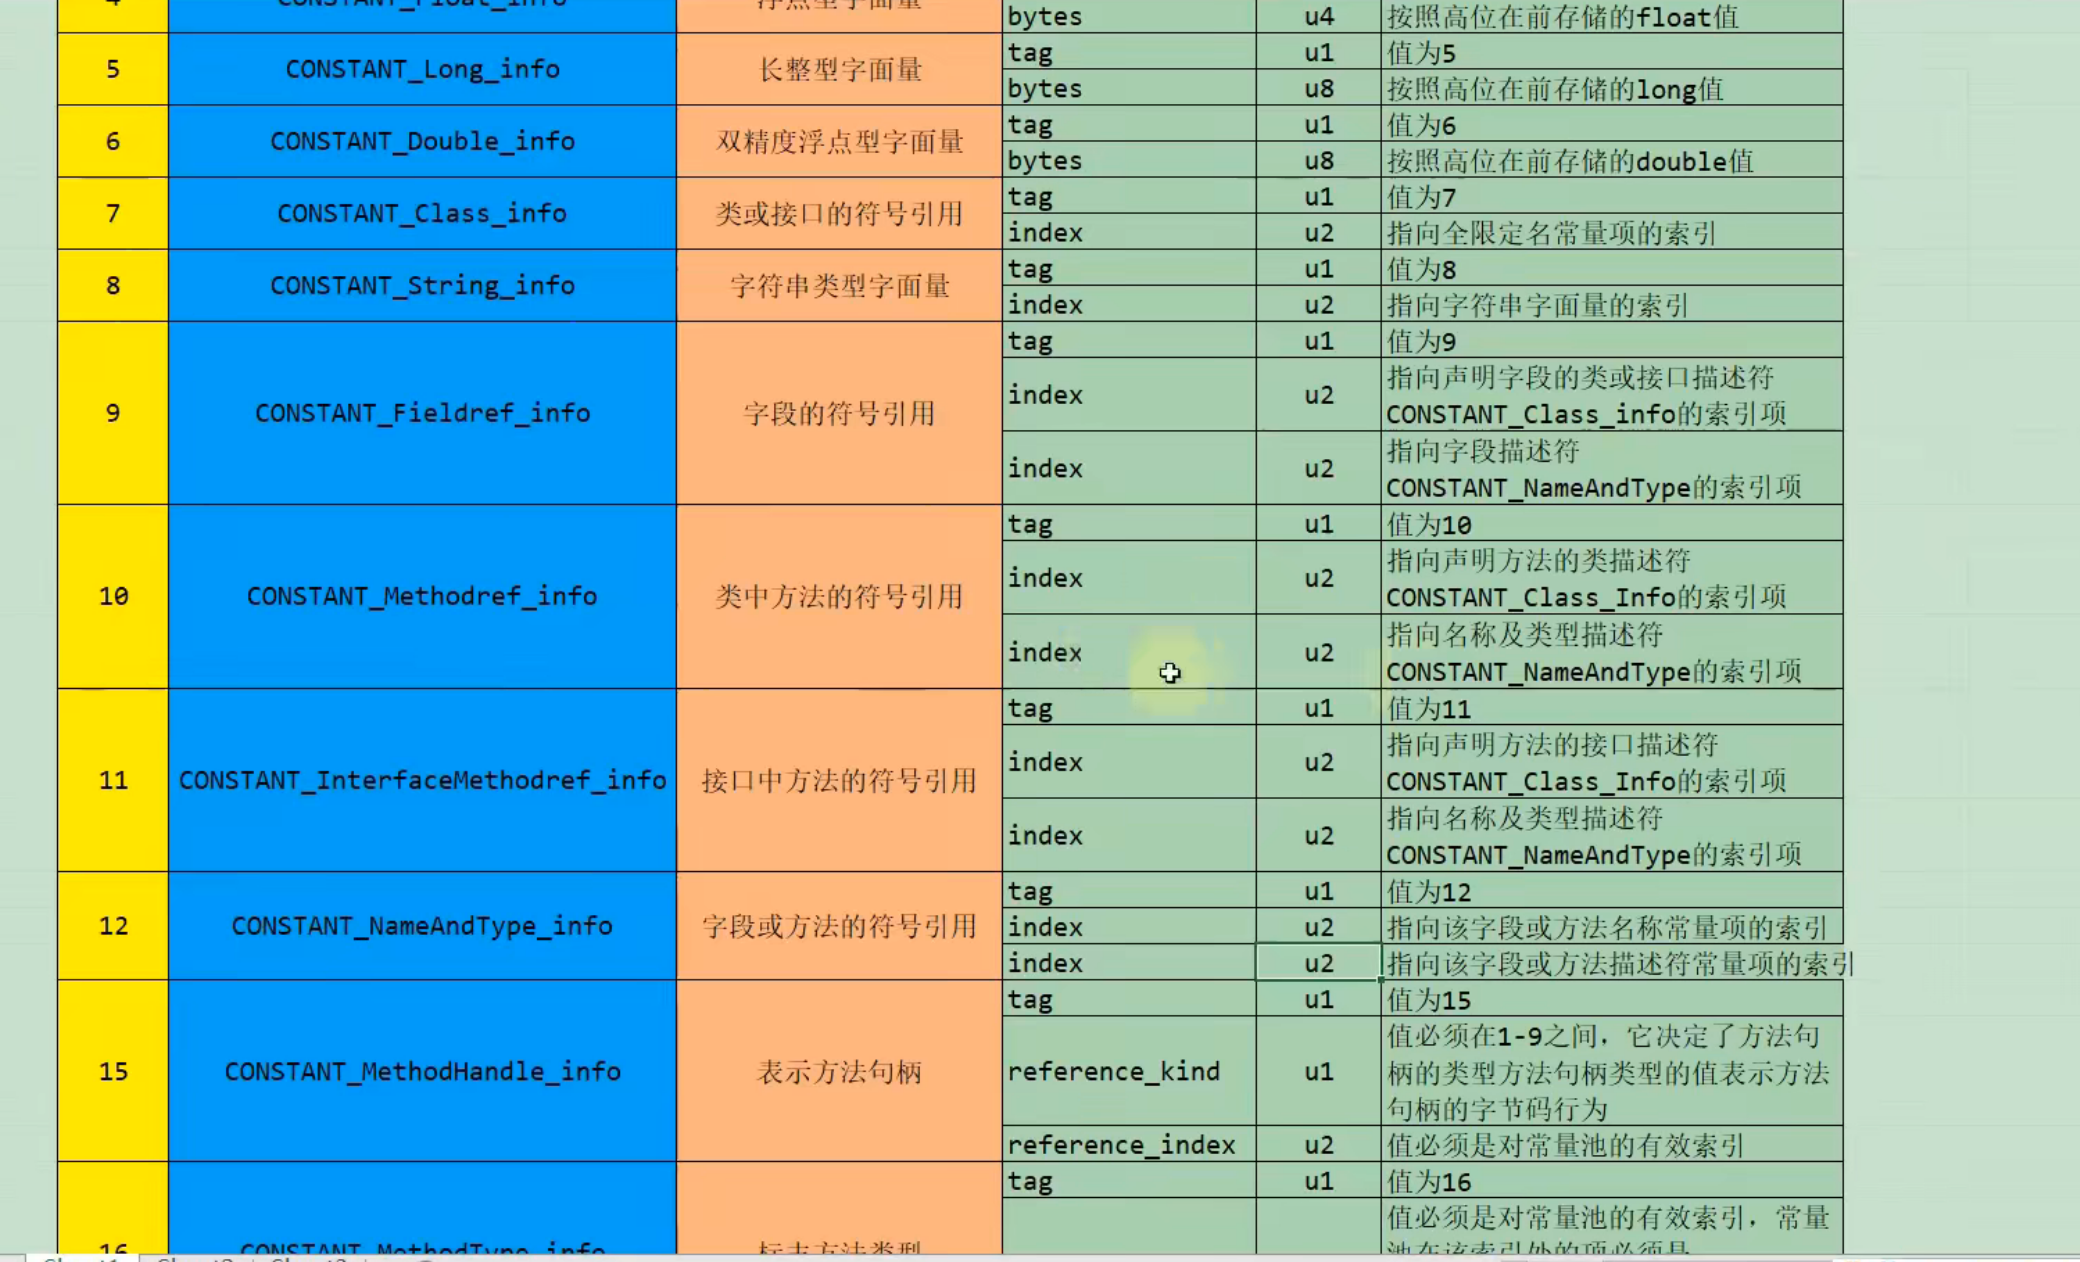 4 CONSTANT_Float_info 浮点型字面量
bytes u4 按照高位在前存储的float值
5 CONSTANT_Long_info 长整型字面量
tag u1 值为5
bytes u8 按照高位在前存储的long值
6 CONSTANT_Double_info 双精度浮点型字面量
tag u1 值为6
bytes u8 按照高位在前存储的double值
7 CONSTANT_Class_info 类或接口的符号引用
tag u1 值为7
index u2 指向全限定名常量项的索引
8 CONSTANT_String_info 字符串类型字面量
tag u1 值为8
index u2 指向字符串字面量的索引
9 CONSTANT_Fieldref_info 字段的符号引用
tag u1 值为9
index u2 指向声明字段的类或接口描述符
CONSTANT_Class_info的索引项
index u2 指向字段描述符
CONSTANT_NameAndType的索引项
10 CONSTANT_Methodref_info 类中方法的符号引用
tag u1 值为10
index u2 指向声明方法的类描述符
CONSTANT_Class_Info的索引项
index u2 指向名称及类型描述符
CONSTANT_NameAndType的索引项
11 CONSTANT_InterfaceMethodref_info 接口中方法的符号引用
tag u1 值为11
index u2 指向声明方法的接口描述符
CONSTANT_Class_Info的索引项
index u2 指向名称及类型描述符
CONSTANT_NameAndType的索引项
12 CONSTANT_NameAndType_info 字段或方法的符号引用
tag u1 值为12
index u2 指向该字段或方法名称常量项的索引
index u2 指向该字段或方法描述符常量项的索引
15 CONSTANT_MethodHandle_info 表示方法句柄
tag u1 值为15
reference_kind u1 值必须在1-9之间，它决定了方法句
柄的类型方法句柄类型的值表示方法
句柄的字节码行为
reference_index u2 值必须是对常量池的有效索引
16 CONSTANT_MethodType_info 标志方法类型
tag u1 值为16
值必须是对常量池的有效索引，常量
池在该索引处的项必须是